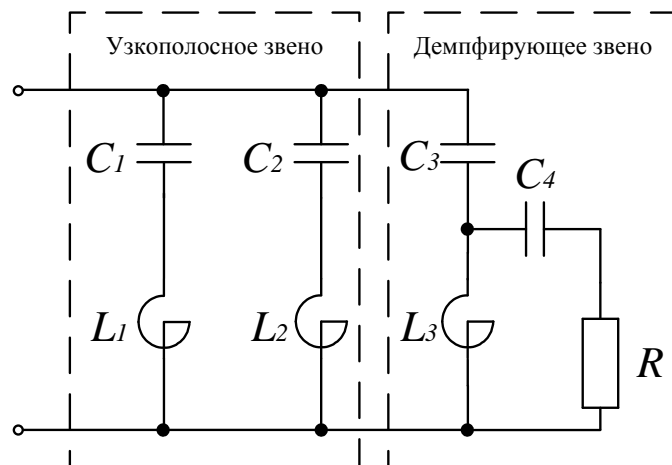 Узкополосное звено
Демпфирующее звено
C1
C2
C3
C4
L1
L2
L3
R